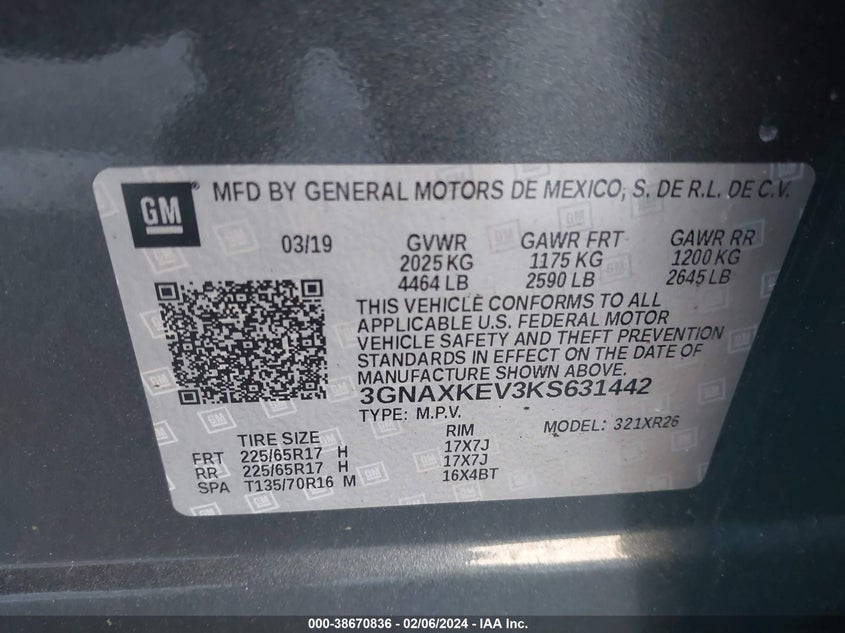 GM ® MFD BY GENERAL MOTORS DE MEXICO, S. DE R.L. DE C.V.
03/19 GVWR GAWR FRT GAWR RR
2025 KG 1175 KG 1200 KG
4464 LB 2590 LB 2645 LB
THIS VEHICLE CONFORMS TO ALL
APPLICABLE U.S. FEDERAL MOTOR
VEHICLE SAFETY AND THEFT PREVENTION
STANDARDS IN EFFECT ON THE DATE OF
MANUFACTURE SHOWN ABOVE.
3GNAXKEV3KS631442
TYPE: M.P.V. MODEL: 321XR26
TIRE SIZE RIM
FRT 225/65R17 H 17X7J
RR 225/65R17 H 17X7J
SPA T135/70R16 M 16X4BT
000-38670836 - 02/06/2024 - IAA Inc.